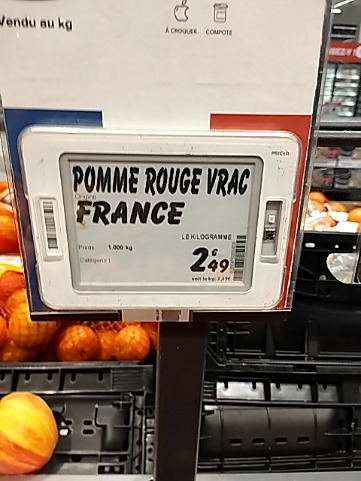 Vendu au kg
À CROQUER COMPOTE
PRICER
POMME ROUGE VRAC
Origine
FRANCE
LE KILOGRAMME
Poids 1,000 kg
2€49
Catégorie I
soit le kg: 2,49€